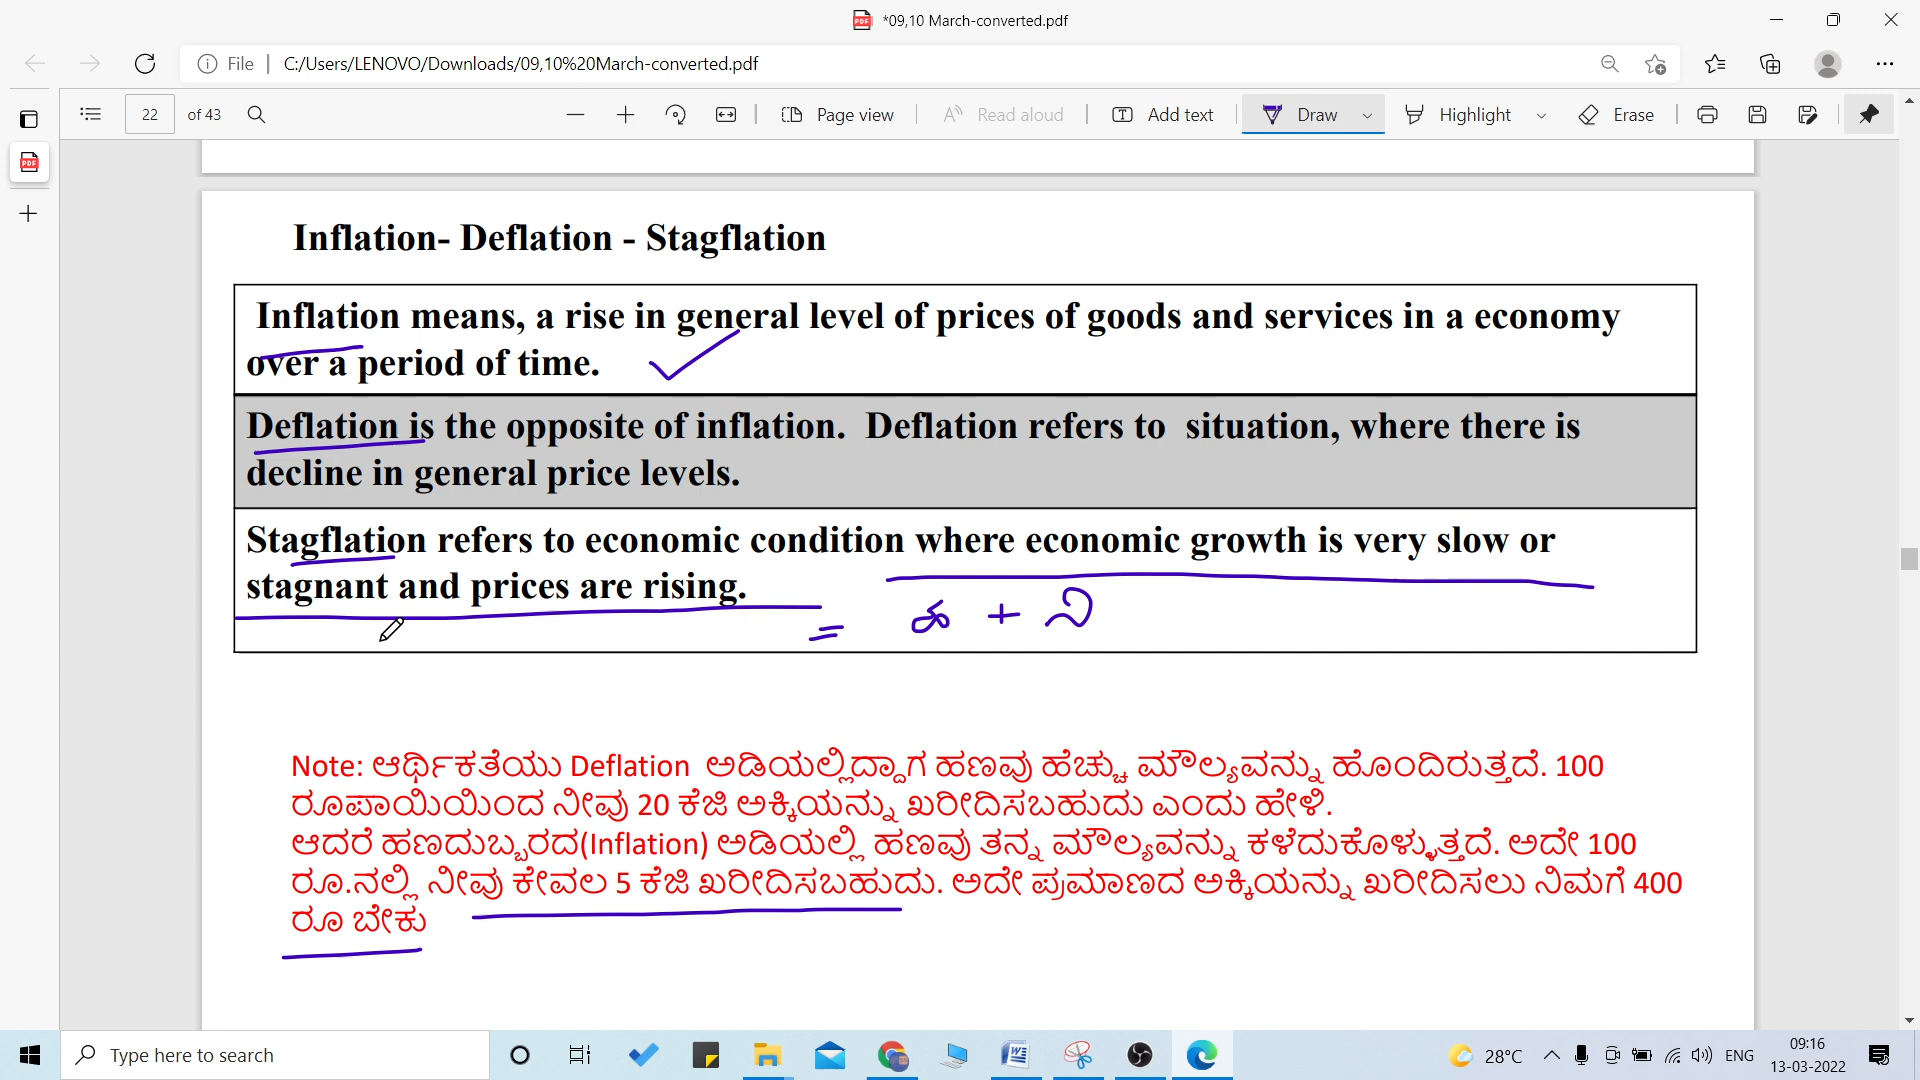 *09,10 March-converted.pdf
File
C:/Users/LENOVO/Downloads/09,10%20March-converted.pdf
22 of 43
Page view
Read aloud
Add text
Draw
Highlight
Erase
Inflation- Deflation - Stagflation
Inflation means, a rise in general level of prices of goods and services in a economy
over a period of time.
Deflation is the opposite of inflation. Deflation refers to situation, where there is
decline in general price levels.
Stagflation refers to economic condition where economic growth is very slow or
stagnant and prices are rising.
Note: ಆರ್ಥಿಕತೆಯು Deflation ಅಡಿಯಲ್ಲಿದ್ದಾಗ ಹಣವು ಹೆಚ್ಚು ಮೌಲ್ಯವನ್ನು ಹೊಂದಿರುತ್ತದೆ. 100
ರೂಪಾಯಿಯಿಂದ ನೀವು 20 ಕೆಜಿ ಅಕ್ಕಿಯನ್ನು ಖರೀದಿಸಬಹುದು ಎಂದು ಹೇಳಿ.
ಆದರೆ ಹಣದುಬ್ಬರದ(Inflation) ಅಡಿಯಲ್ಲಿ ಹಣವು ತನ್ನ ಮೌಲ್ಯವನ್ನು ಕಳೆದುಕೊಳ್ಳುತ್ತದೆ. ಅದೇ 100
ರೂ.ನಲ್ಲಿ ನೀವು ಕೇವಲ 5 ಕೆಜಿ ಖರೀದಿಸಬಹುದು. ಅದೇ ಪ್ರಮಾಣದ ಅಕ್ಕಿಯನ್ನು ಖರೀದಿಸಲು ನಿಮಗೆ 400
ರೂ ಬೇಕು
Type here to search
28°C
ENG
09:16
13-03-2022